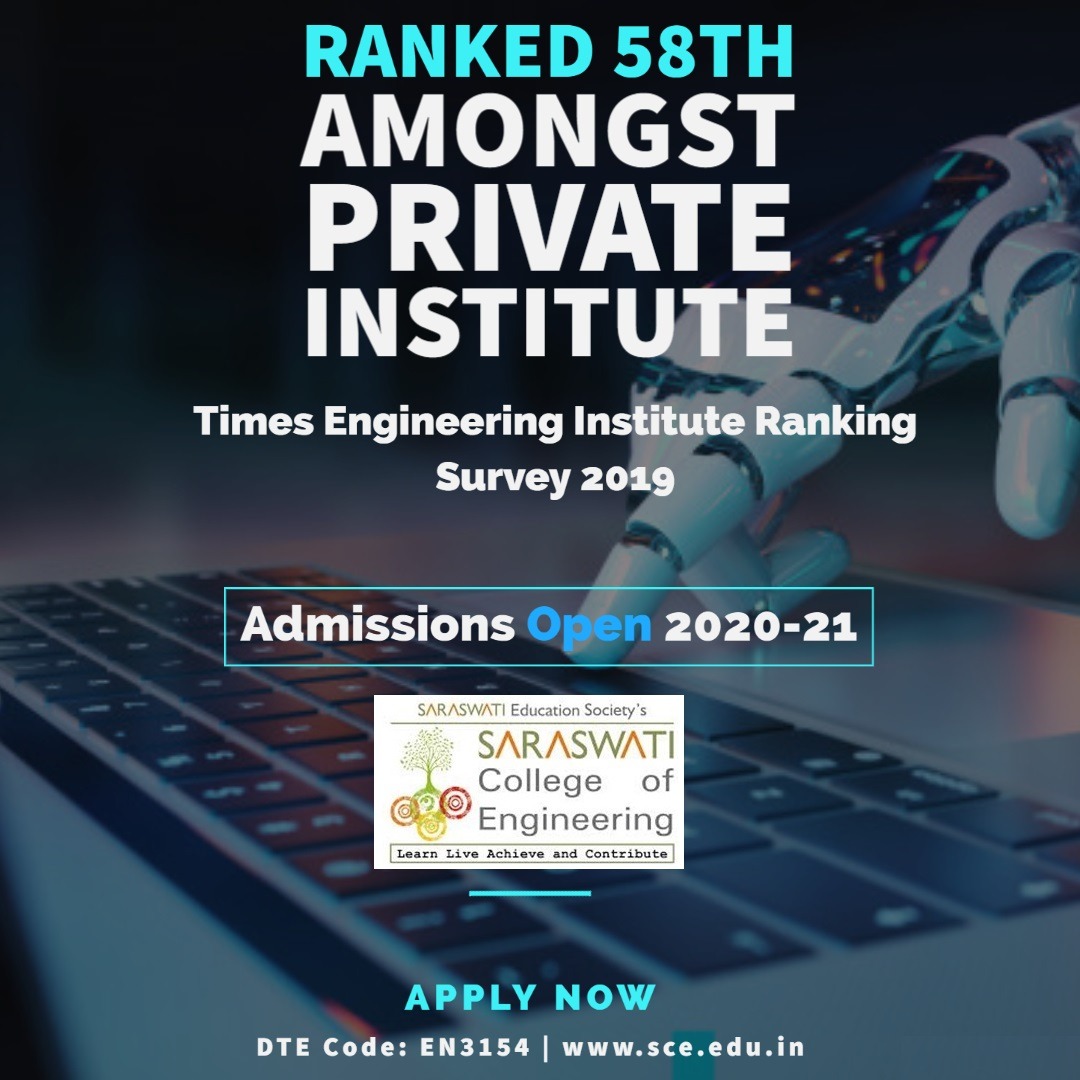 RANKED 58TH
AMONGST
PRIVATE
INSTITUTE
Times Engineering Institute Ranking
Survey 2019
Admissions Open 2020-21
SARASWATI Education Society's
SARASWATI
College of
Engineering
Learn Live Achieve and Contribute
APPLY NOW
DTE Code: EN3154 | www.sce.edu.in